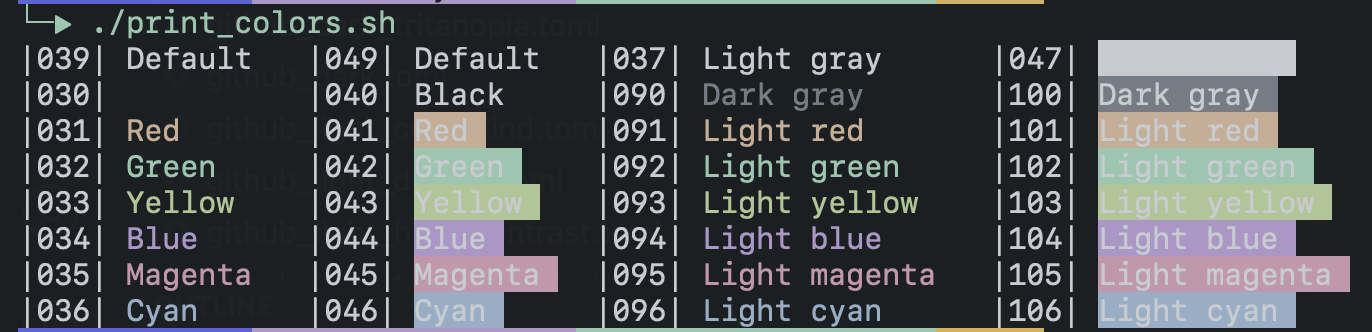 ./print_colors.sh
|039| Default |049| Default |037| Light gray |047|
|030| |040| Black |090| Dark gray |100| Dark gray
|031| Red |041| Red |091| Light red |101| Light red
|032| Green |042| Green |092| Light green |102| Light green
|033| Yellow |043| Yellow |093| Light yellow |103| Light yellow
|034| Blue |044| Blue |094| Light blue |104| Light blue
|035| Magenta |045| Magenta |095| Light magenta |105| Light magenta
|036| Cyan |046| Cyan |096| Light cyan |106| Light cyan